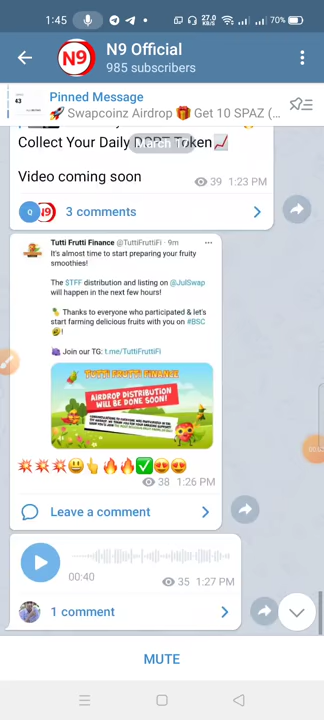 1:45
27.0
KB/S
70%
N9 Official
985 subscribers
Pinned Message
🚀 Swapcoinz Airdrop 🎁 Get 10 SPAZ (...
Collect Your Daily Token📈
March
Video coming soon
39 1:23 PM
Q N9 3 comments
Tutti Frutti Finance @TuttiFruttiFi · 9m
It's almost time to start preparing your fruity
smoothies!
The $TFF distribution and listing on @JulSwap
will happen in the next few hours!
🍍 Thanks to everyone who participated & let's
start farming delicious fruits with you on #BSC
🥝!
🍇 Join our TG: t.me/TuttiFruttiFi
TUTTI FRUTTI FINANCE
AIRDROP DISTRIBUTION
WILL BE DONE SOON!
💥💥💥😃👆🔥🔥✅😍😍
38 1:26 PM
Leave a comment
00:40
35 1:27 PM
1 comment
MUTE